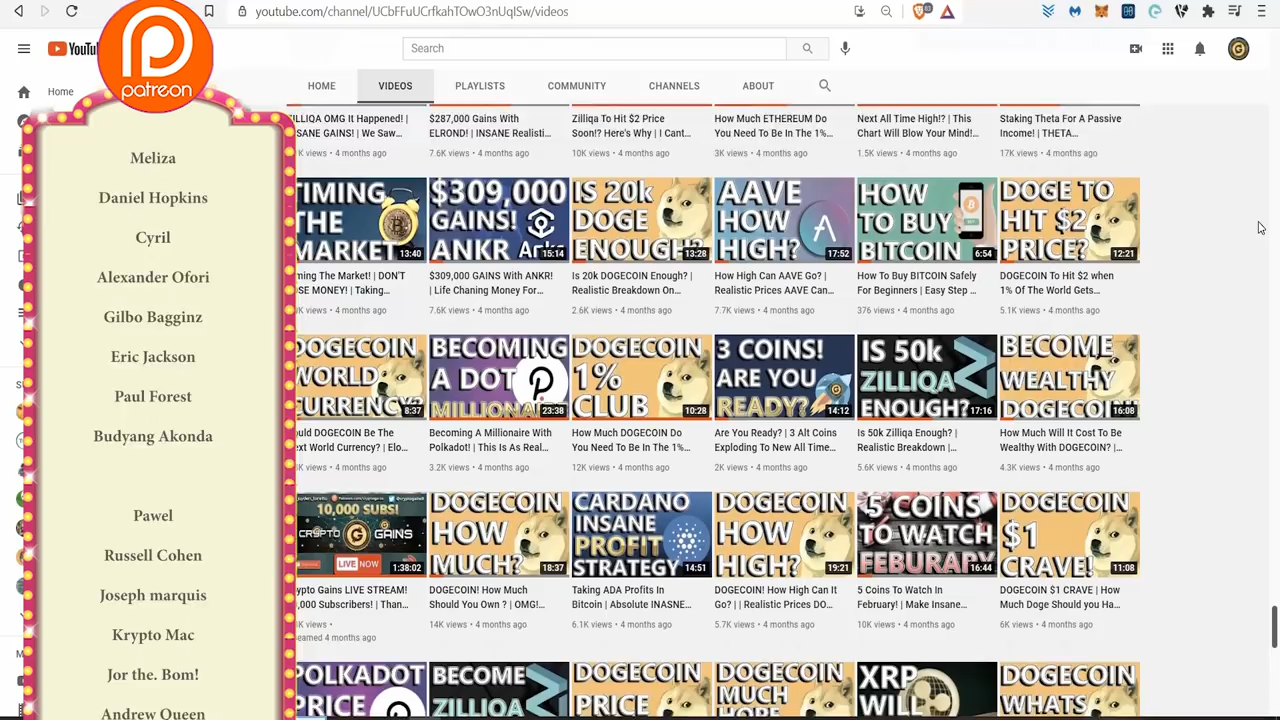 youtube.com/channel/UCbFFuUCrfkahTOwO3nUqISw/videos
YouTu
Search
patreon
Home
HOME
VIDEOS
PLAYLISTS
COMMUNITY
CHANNELS
ABOUT
Meliza
Daniel Hopkins
Cyril
Alexander Ofori
Gilbo Bagginz
Eric Jackson
Paul Forest
Budyang Akonda
Pawel
Russell Cohen
Joseph marquis
Krypto Mac
Jor the. Bom!
Andrew Queen
ILLIQA OMG It Happened! |
SANE GAINS! | We Saw...
K views • 4 months ago
$287,000 Gains With
ELROND! | INSANE Realisti...
7.6K views • 4 months ago
Zilliqa To Hit $2 Price
Soon!? Here's Why | I Cant...
10K views • 4 months ago
How Much ETHEREUM Do
You Need To Be In The 1%...
3K views • 4 months ago
Next All Time High!? | This
Chart Will Blow Your Mind!...
1.5K views • 4 months ago
Staking Theta For A Passive
Income! | THETA...
17K views • 4 months ago
TIMING
THE
MARKET!
13:40
ming The Market! | DON'T
OSE MONEY! | Taking...
K views • 4 months ago
$309,000
GAINS!
ANKR
Ankr
15:14
$309,000 GAINS With ANKR!
| Life Chaning Money For...
7.6K views • 4 months ago
IS 20k
DOGE
ENOUGH?
13:28
Is 20k DOGECOIN Enough? |
Realistic Breakdown On...
2.6K views • 4 months ago
AAVE
HOW
HIGH?
17:52
How High Can AAVE Go? |
Realistic Prices AAVE Can...
7.7K views • 4 months ago
HOW
TO BUY
BITCOIN
6:54
How To Buy BITCOIN Safely
For Beginners | Easy Step ...
376 views • 4 months ago
DOGE TO
HIT $2
PRICE?
12:21
DOGECOIN To Hit $2 when
1% Of The World Gets...
5.1K views • 4 months ago
DOGECOIN
WORLD
CURRENCY?
8:37
ould DOGECOIN Be The
ext World Currency? | Elo...
K views • 4 months ago
BECOMING
A DOT
MILLIONA
23:38
Becoming A Millionaire With
Polkadot! | This Is As Real...
3.2K views • 4 months ago
DOGECOIN
1%
CLUB
10:28
How Much DOGECOIN Do
You Need To Be In The 1%...
12K views • 4 months ago
3 COINS!
ARE YOU
READY?
14:12
Are You Ready? | 3 Alt Coins
Exploding To New All Time...
2K views • 4 months ago
IS 50k
ZILLIQA
ENOUGH?
17:16
Is 50k Zilliqa Enough? |
Realistic Breakdown |...
5.6K views • 4 months ago
BECOME
WEALTHY
DOGECOIN
16:08
How Much Will It Cost To Be
Wealthy With DOGECOIN? |...
4.3K views • 4 months ago
10,000 SUBS!
CRYPTO GAINS
LIVE NOW
1:38:02
ypto Gains LIVE STREAM!
,000 Subscribers! | Than...
K views •
eamed 4 months ago
DOGECOIN
HOW
MUCH?
18:37
DOGECOIN! How Much
Should You Own ? | OMG!...
14K views • 4 months ago
CARDANO
INSANE
PROFIT
STRATEGY
14:51
Taking ADA Profits In
Bitcoin | Absolute INASNE...
6.1K views • 4 months ago
DOGECOIN
HOW
HIGH?
19:21
DOGECOIN! How High Can It
Go? | | Realistic Prices DO...
5.7K views • 4 months ago
5 COINS
TO WATCH
FEBURARY
16:44
5 Coins To Watch In
February! | Make Insane...
10K views • 4 months ago
DOGECOIN
$1
CRAVE!
11:08
DOGECOIN $1 CRAVE | How
Much Doge Should you Ha...
6K views • 4 months ago
POLKADOT
PRICE
BECOME
ZILLIQA
DOGECOIN
PRICE
DOGECOIN
MUCH
XRP
WILL
DOGECOIN
WHATS